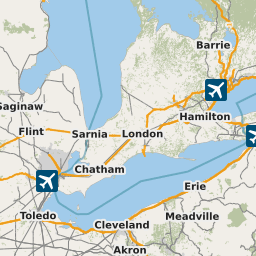 Barrie
Saginaw
Hamilton
Flint
Sarnia
London
Chatham
Erie
Toledo
Meadville
Cleveland
Akron